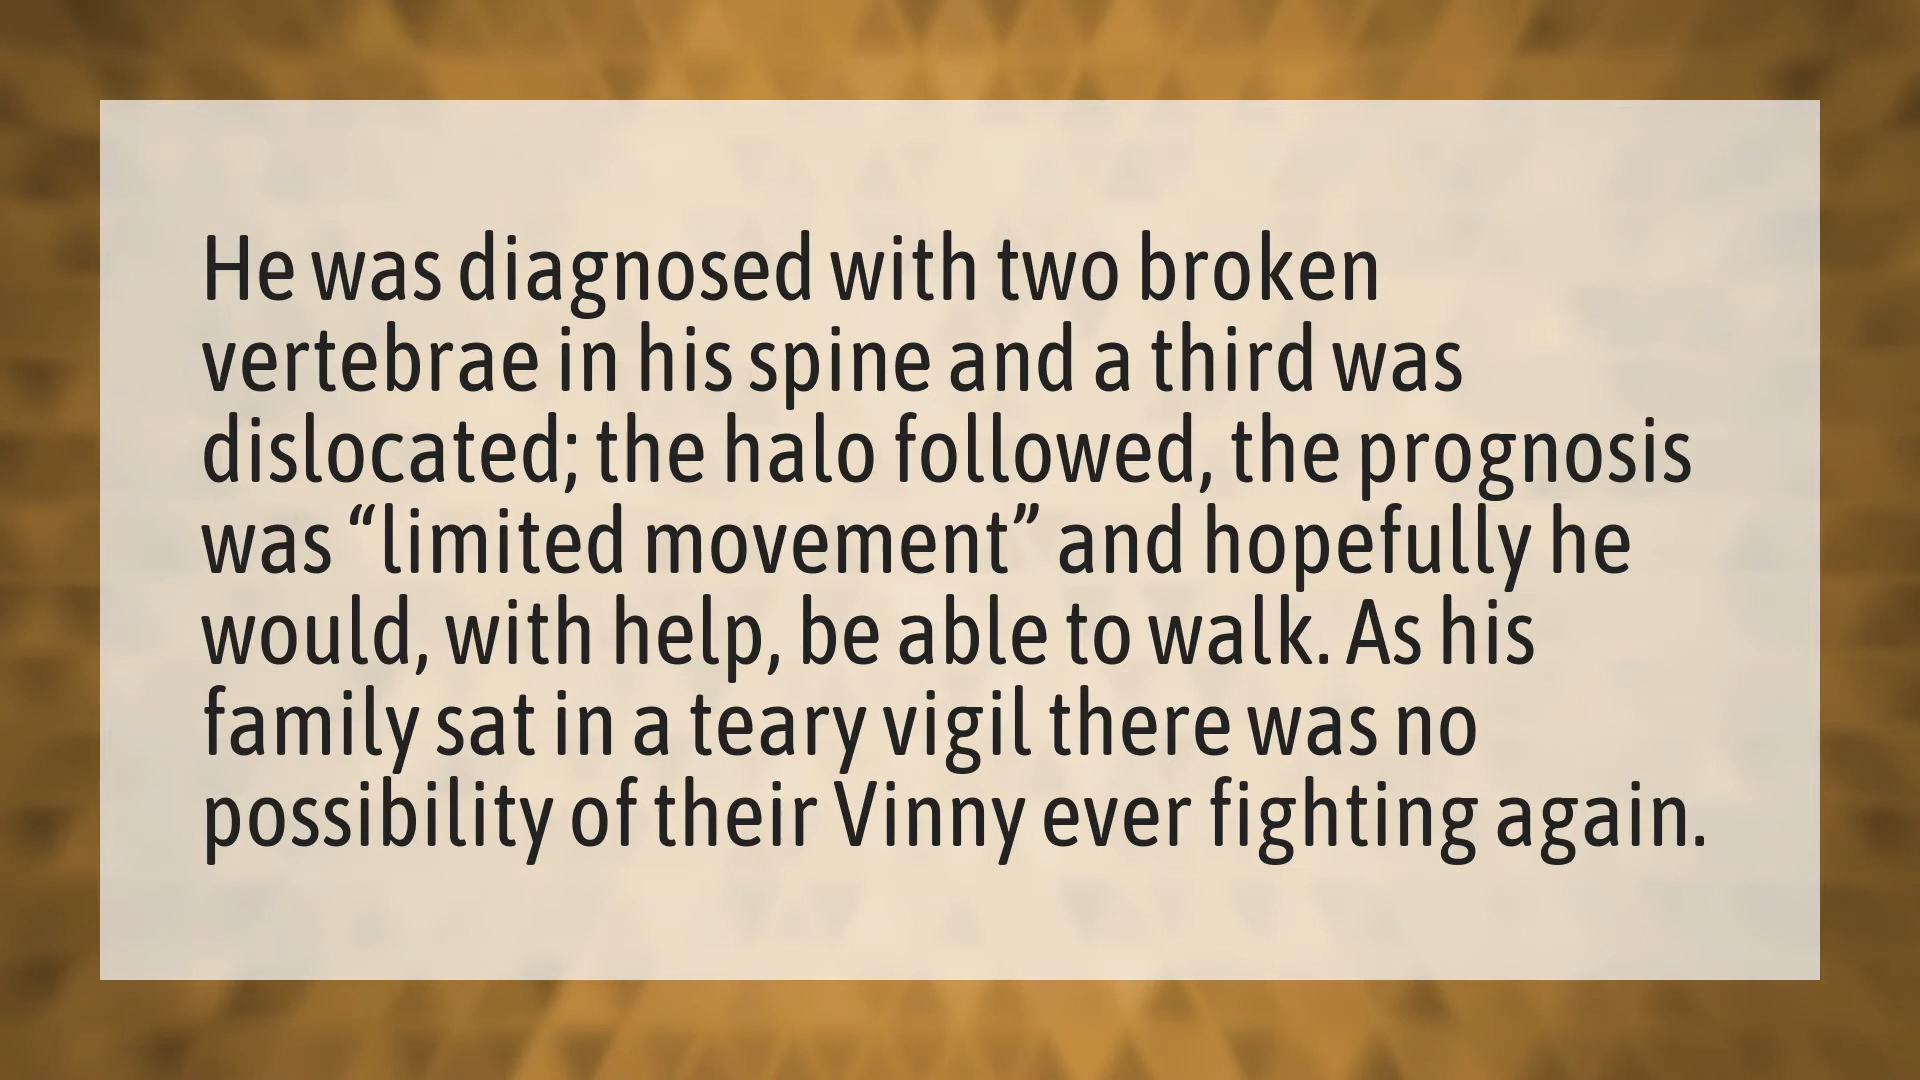 He was diagnosed with two broken
vertebrae in his spine and a third was
dislocated; the halo followed, the prognosis
was “limited movement” and hopefully he
would, with help, be able to walk. As his
family sat in a teary vigil there was no
possibility of their Vinny ever fighting again.